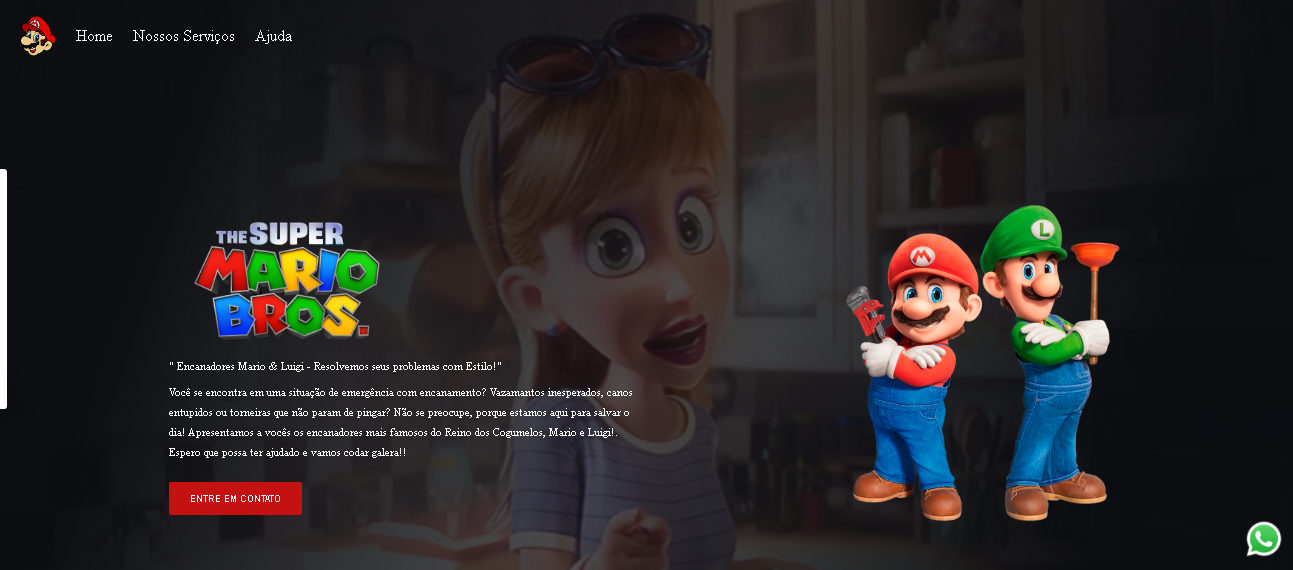 Home Nossos Serviços Ajuda
THE SUPER
MARIO
BROS.
M
L
" Encanadores Mario & Luigi - Resolvemos seus problemas com Estilo!"
Você se encontra em uma situação de emergência com encanamento? Vazamantos inesperados, canos
entupidos ou torneiras que não param de pingar? Não se preocupe, porque estamos aqui para salvar o
dia! Apresentamos a vocês os encanadores mais famosos do Reino dos Cogumelos, Mario e Luigi!.
Espero que possa ter ajudado e vamos codar galera!!
ENTRE EM CONTATO